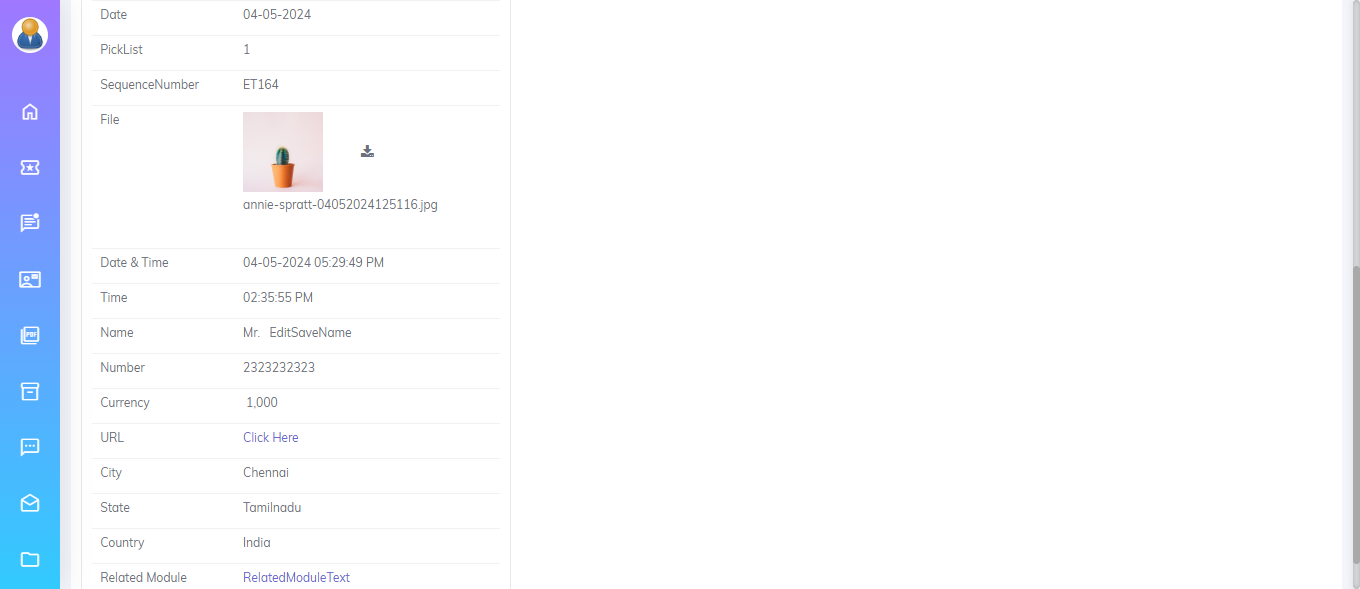 Date 04-05-2024
PickList 1
SequenceNumber ET164
File
annie-spratt-04052024125116.jpg
Date & Time 04-05-2024 05:29:49 PM
Time 02:35:55 PM
Name Mr. EditSaveName
Number 2323232323
Currency 1,000
URL Click Here
City Chennai
State Tamilnadu
Country India
Related Module RelatedModuleText
PDF